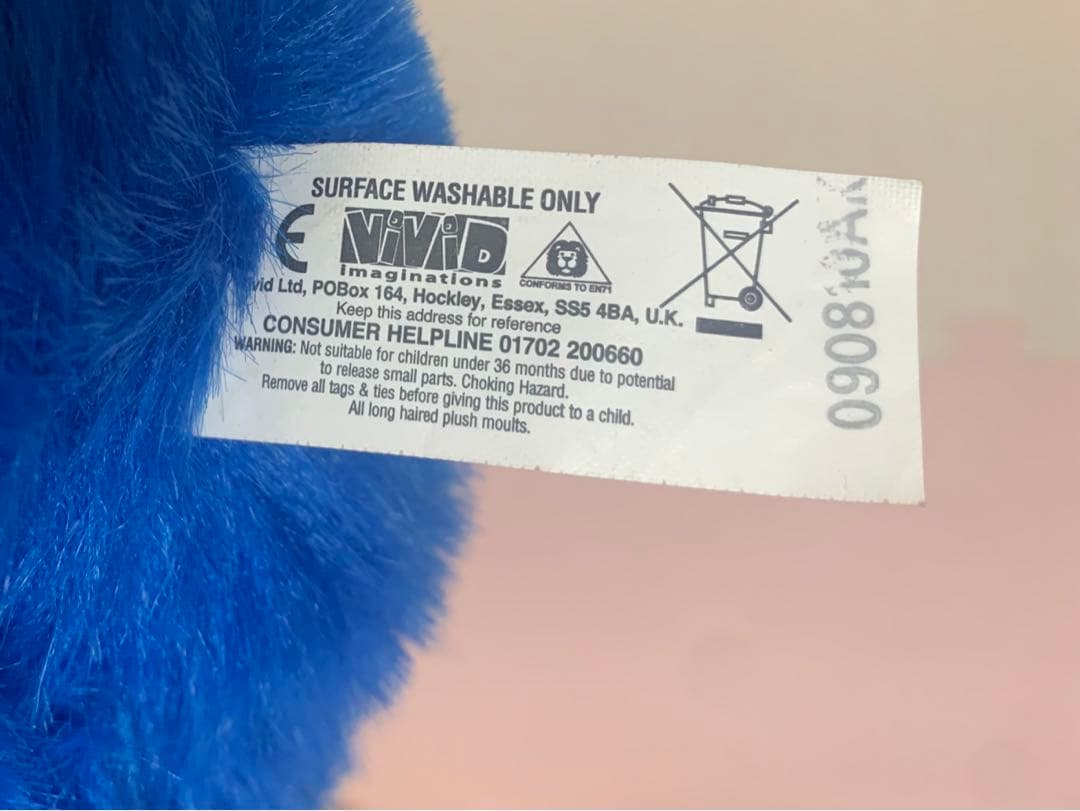 SURFACE WASHABLE ONLY
CE ViViD
imaginations
CONFORMS TO EN71
vid Ltd, POBox 164, Hockley, Essex, SS5 4BA, U.K.
Keep this address for reference
CONSUMER HELPLINE 01702 200660
WARNING: Not suitable for children under 36 months due to potential
to release small parts. Choking Hazard.
Remove all tags & ties before giving this product to a child.
All long haired plush moults.
090810AK